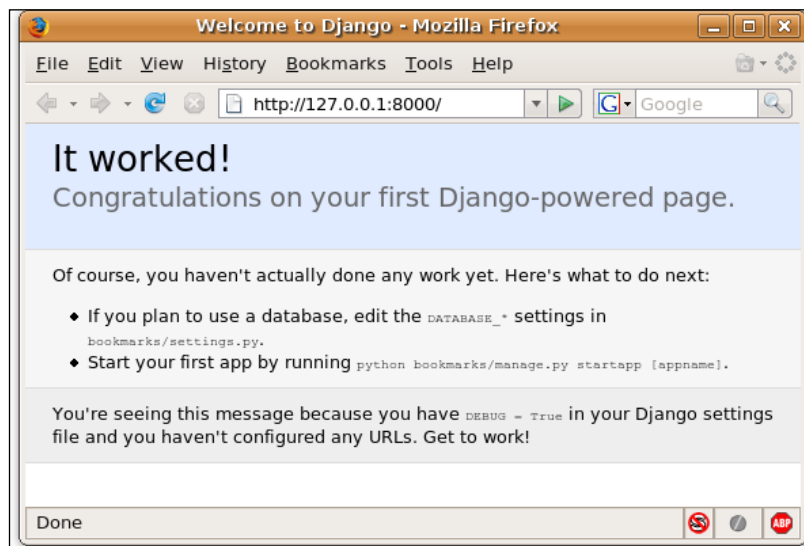 Welcome to Django - Mozilla Firefox
File Edit View History Bookmarks Tools Help
http://127.0.0.1:8000/ G Google
It worked!
Congratulations on your first Django-powered page.
Of course, you haven't actually done any work yet. Here's what to do next:
If you plan to use a database, edit the DATABASE_* settings in
bookmarks/settings.py.
Start your first app by running python bookmarks/manage.py startapp [appname].
You're seeing this message because you have DEBUG = True in your Django settings
file and you haven't configured any URLs. Get to work!
Done ABP